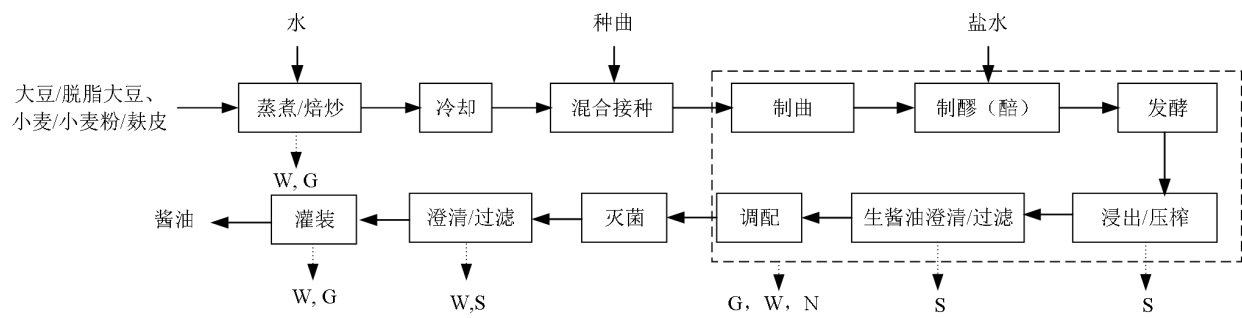 水
种曲
盐水
大豆/脱脂大豆、
小麦/小麦粉/麸皮
蒸煮/焙炒
冷却
混合接种
制曲
制醪（醅）
发酵
W, G
酱油
灌装
澄清/过滤
灭菌
调配
生酱油澄清/过滤
浸出/压榨
W, G
W,S
G，W，N
S
S